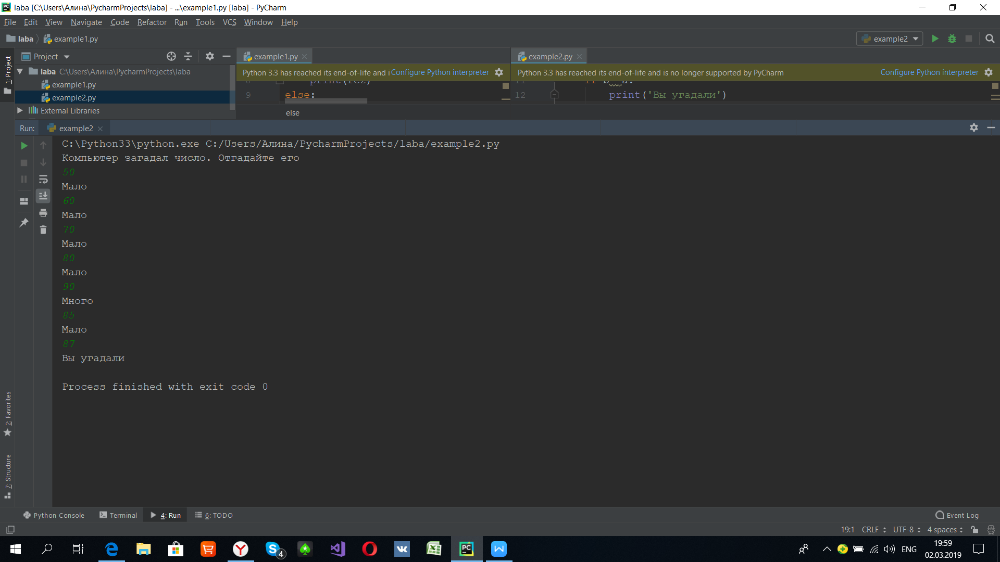 laba [C:\Users\Алина\PycharmProjects\laba] - ...\example1.py [laba] - PyCharm
File Edit View Navigate Code Refactor Run Tools VCS Window Help
laba example1.py example2
1: Project
Project example1.py example2.py
laba C:\Users\Алина\PycharmProjects\laba
example1.py
example2.py
External Libraries
Python 3.3 has reached its end-of-life and i Configure Python interpreter
9 else:
else
Python 3.3 has reached its end-of-life and is no longer supported by PyCharm Configure Python interpreter
12 print('Вы угадали')
Run: example2
C:\Python33\python.exe C:/Users/Алина/PycharmProjects/laba/example2.py
Компьютер загадал число. Отгадайте его
50
Мало
60
Мало
70
Мало
80
Мало
90
Много
85
Мало
87
Вы угадали
Process finished with exit code 0
2: Favorites
7: Structure
Python Console Terminal 4: Run 6: TODO Event Log
19:1 CRLF UTF-8 4 spaces
4 PC ENG 19:59
02.03.2019